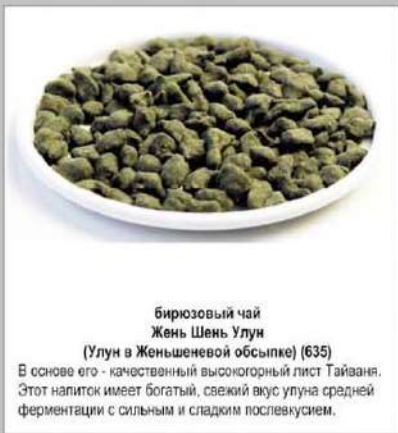 бирюзовый чай
Жень Шень Улун
(Улун в Женьшеневой обсыпке) (635)
В основе его - качественный высокогорный лист Тайваня.
Этот напиток имеет богатый, свежий вкус улуна средней
ферментации с сильным и сладким послевкусием.